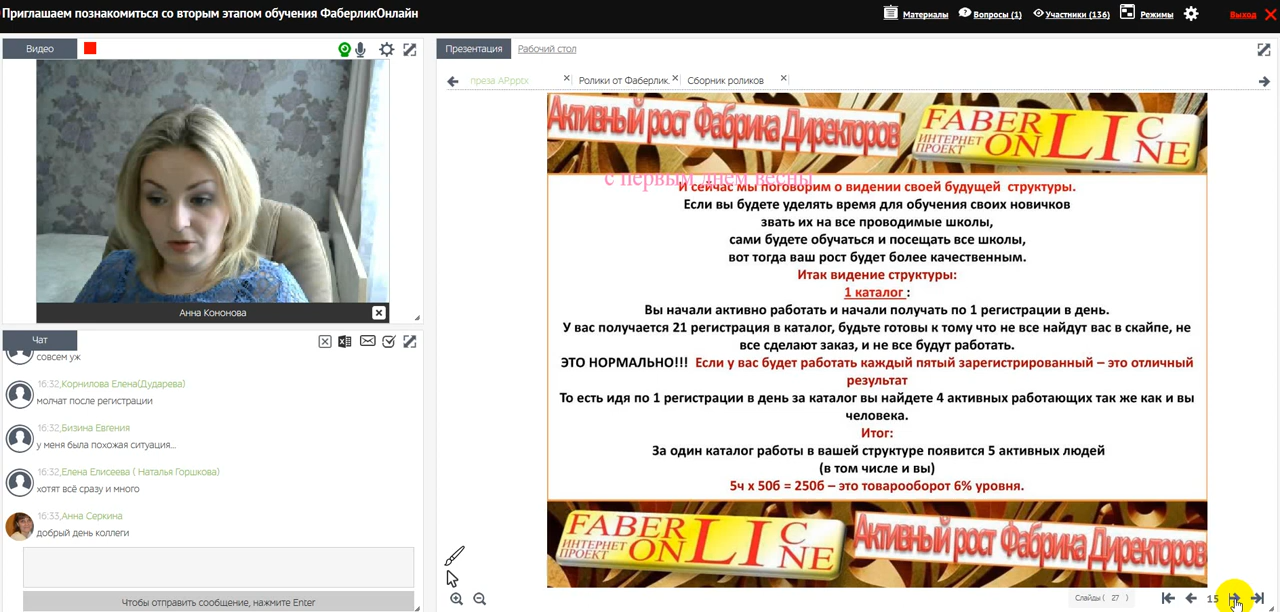 Приглашаем познакомиться со вторым этапом обучения ФаберликОнлайн
Материалы
Вопросы (1)
Участники (136)
Режимы
Выход
Видео
Анна Кононова
Чат
совсем уж
16:32,Корнилова Елена(Дударева)
молчат после регистрации
16:32,Бизина Евгения
у меня была похожая ситуация...
16:32,Елена Елисеева ( Наталья Горшкова)
хотят всё сразу и много
16:33,Анна Серкина
добрый день коллеги
Чтобы отправить сообщение, нажмите Enter
Презентация
Рабочий стол
преза АРpptx
Ролики от Фаберлик.
Сборник роликов
Активный рост Фабрика Директоров
FABERLIC
ИНТЕРНЕТ ПРОЕКТ ONLINE
с первым днем весны
И сейчас мы поговорим о видении своей будущей структуры.
Если вы будете уделять время для обучения своих новичков
звать их на все проводимые школы,
сами будете обучаться и посещать все школы,
вот тогда ваш рост будет более качественным.
Итак видение структуры:
1 каталог :
Вы начали активно работать и начали получать по 1 регистрации в день.
У вас получается 21 регистрация в каталог, будьте готовы к тому что не все найдут вас в скайпе, не
все сделают заказ, и не все будут работать.
ЭТО НОРМАЛЬНО!!! Если у вас будет работать каждый пятый зарегистрированный – это отличный
результат
То есть идя по 1 регистрации в день за каталог вы найдете 4 активных работающих так же как и вы
человека.
Итог:
За один каталог работы в вашей структуре появится 5 активных людей
(в том числе и вы)
5ч х 50б = 250б – это товарооборот 6% уровня.
FABERLIC
ИНТЕРНЕТ ПРОЕКТ ONLINE
Активный рост Фабрика Директоров
Слайды ( 27 )
15